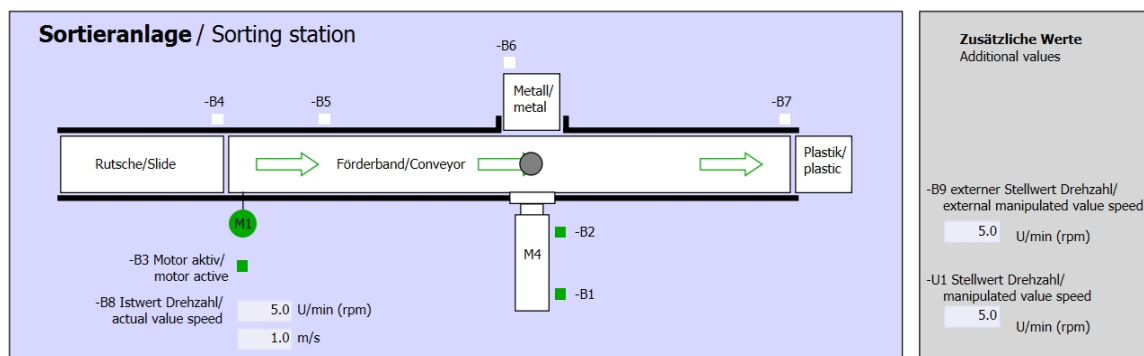 Sortieranlage / Sorting station
-B6
Metall/
metal
-B4
-B5
-B7
Rutsche/Slide
Förderband/Conveyor
Plastik/
plastic
M1
M4
-B2
-B1
-B3 Motor aktiv/
motor active
-B8 Istwert Drehzahl/
actual value speed
5.0 U/min (rpm)
1.0 m/s
Zusätzliche Werte
Additional values
-B9 externer Stellwert Drehzahl/
external manipulated value speed
5.0
U/min (rpm)
-U1 Stellwert Drehzahl/
manipulated value speed
5.0
U/min (rpm)